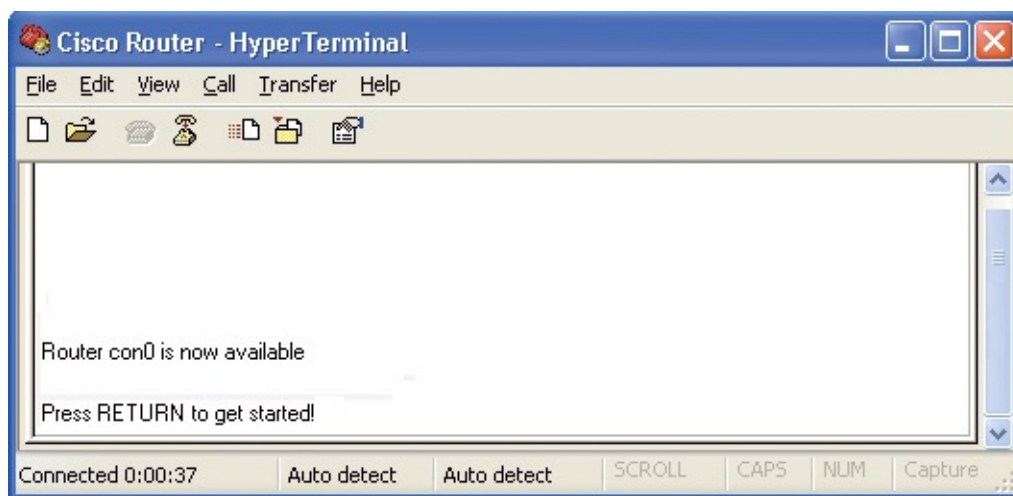 Cisco Router - HyperTerminal
File Edit View Call Transfer Help
Router con0 is now available
Press RETURN to get started!
Connected 0:00:37 Auto detect Auto detect SCROLL CAPS NUM Capture